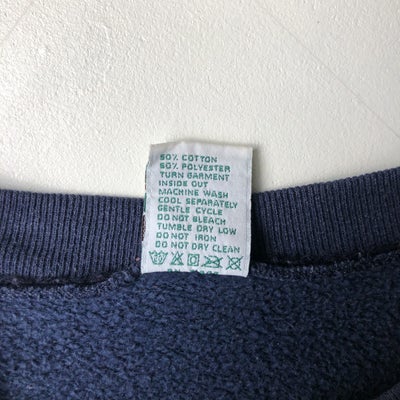 50% COTTON
50% POLYESTER
TURN GARMENT
INSIDE OUT
MACHINE WASH
COOL SEPARATELY
GENTLE CYCLE
DO NOT BLEACH
TUMBLE DRY LOW
DO NOT IRON
DO NOT DRY CLEAN